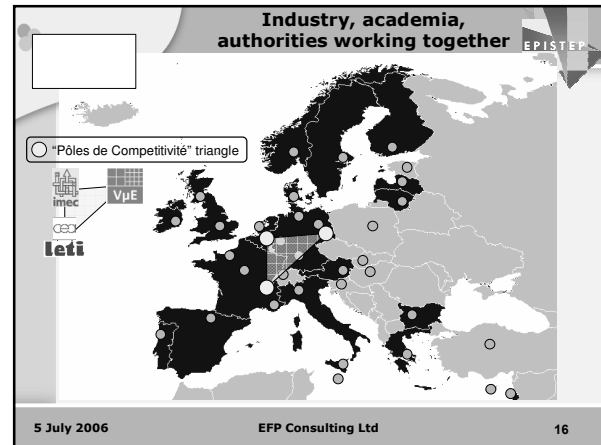 Industry, academia,
authorities working together
EPISTEP
"Pôles de Competitivité" triangle
imec
VµE
cea
leti
5 July 2006
EFP Consulting Ltd
16